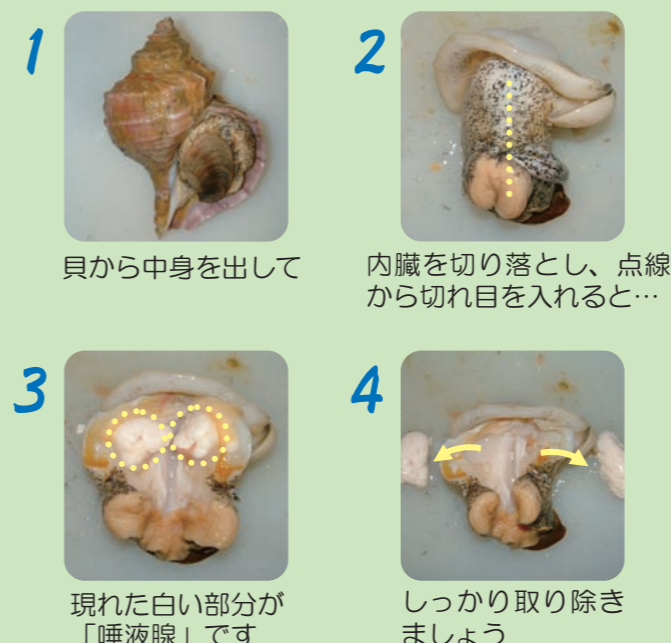 1
貝から中身を出して
2
内臓を切り落とし、点線
から切れ目を入れると…
3
現れた白い部分が
「唾液腺」です
4
しっかり取り除き
ましょう